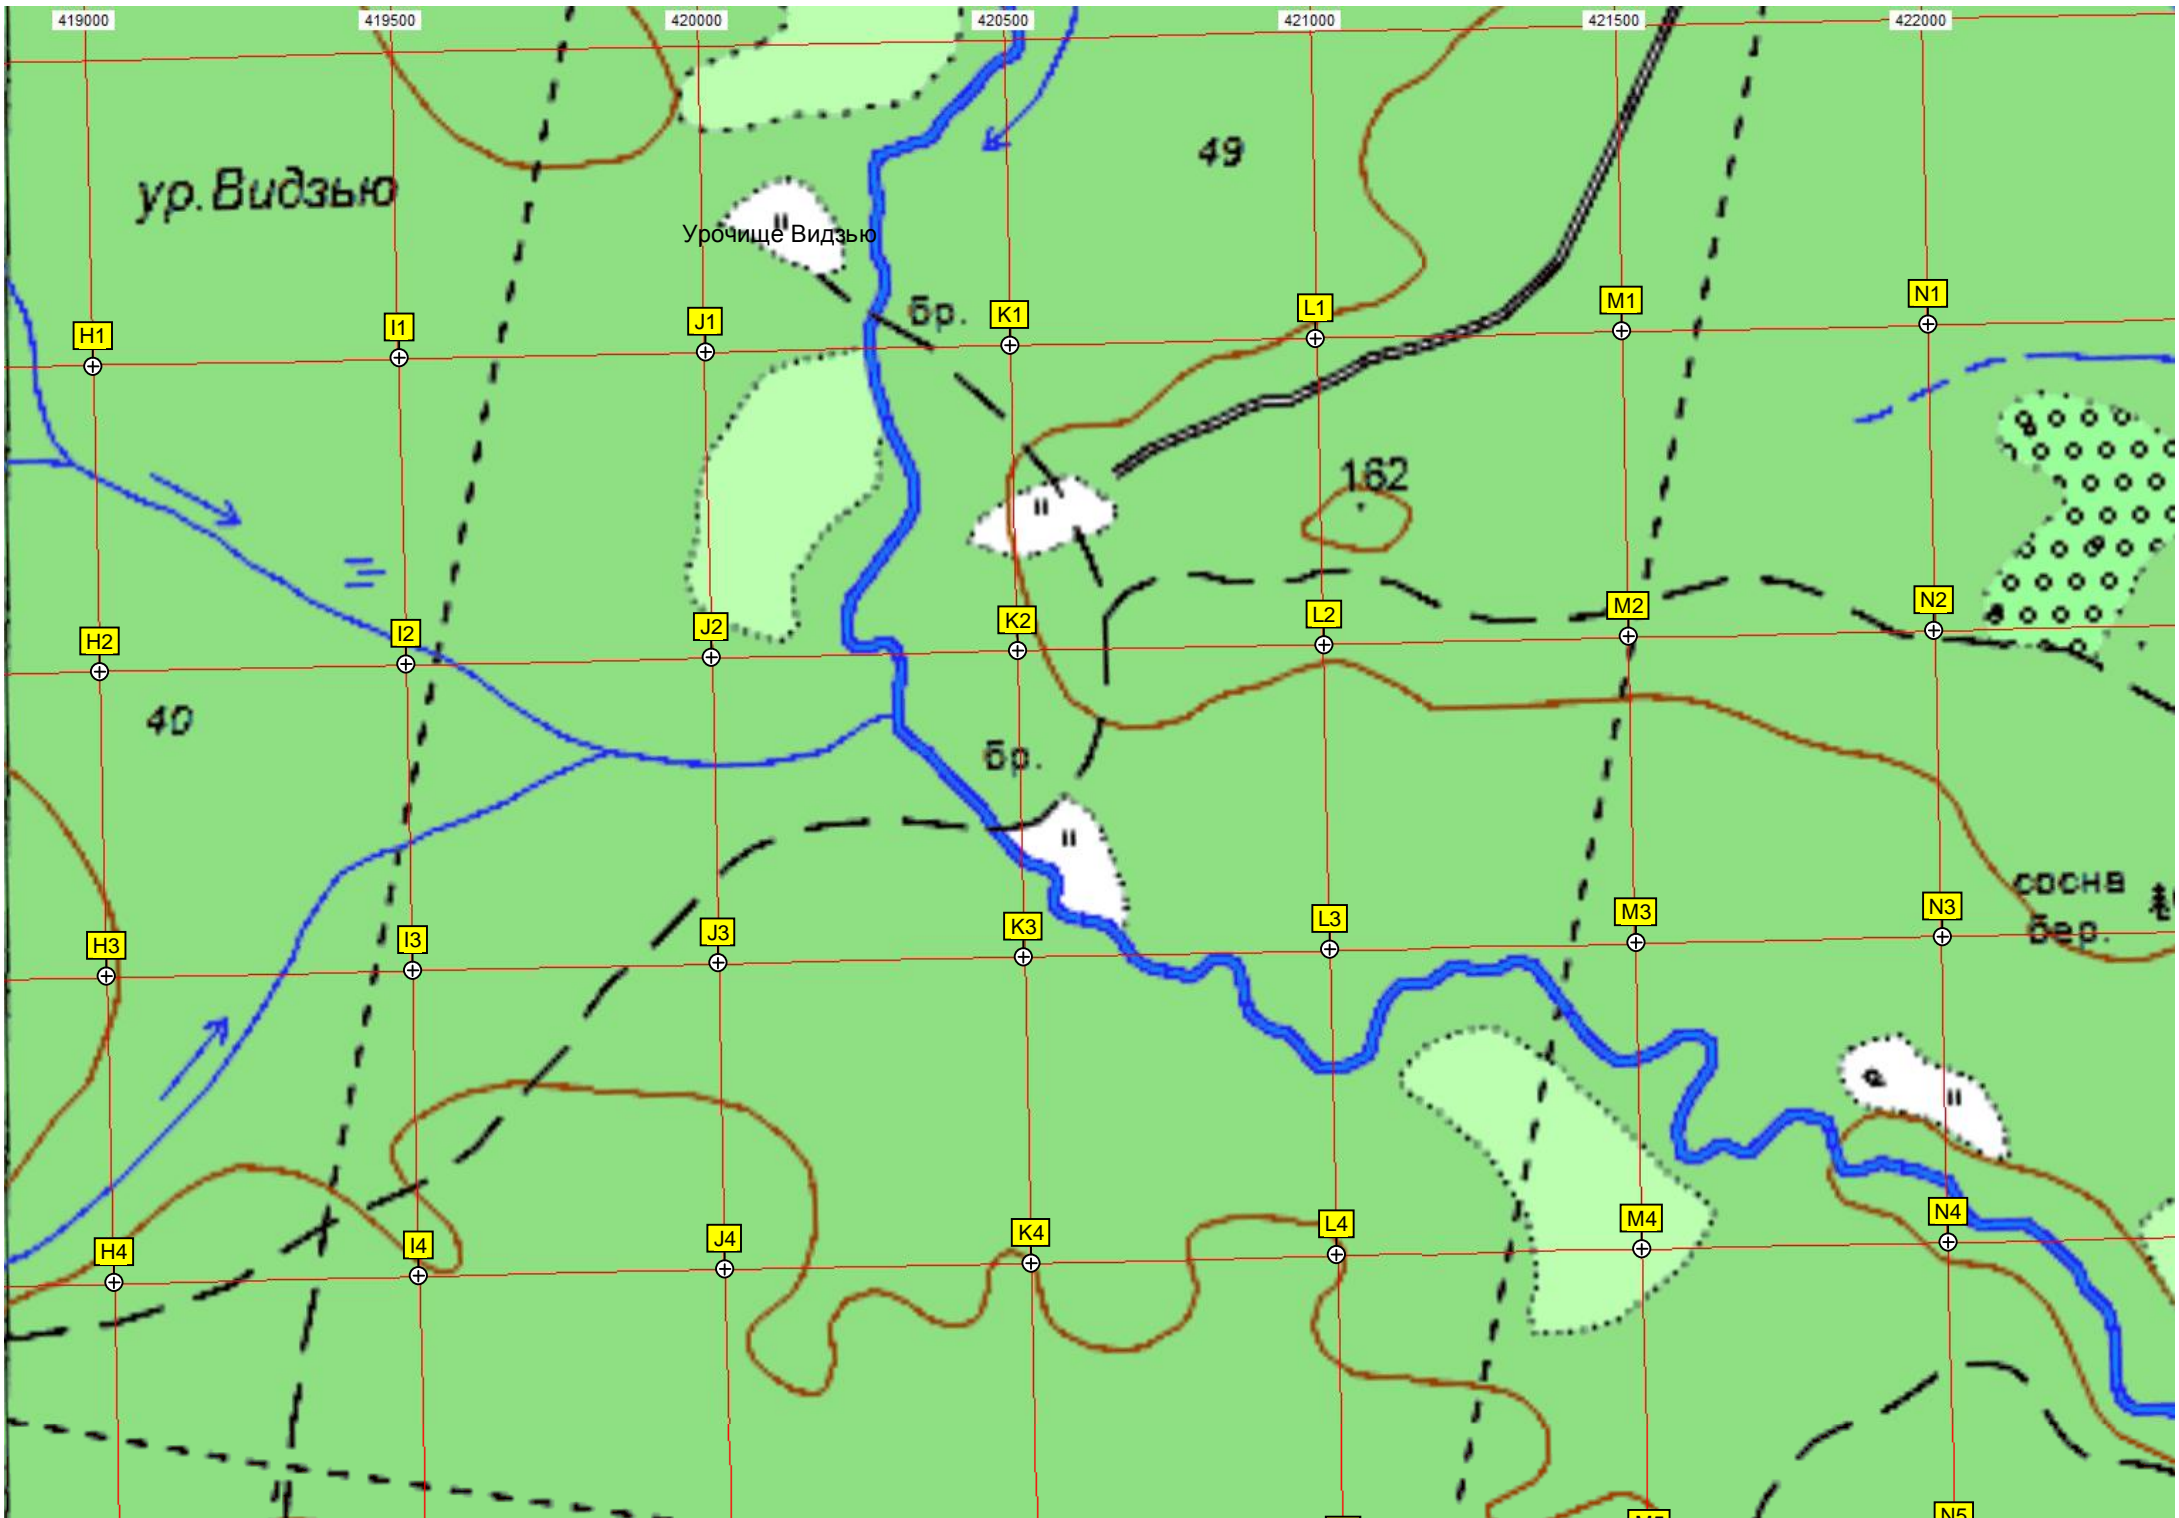 419000 419500 420000 420500 421000 421500 422000
49
ур.Видзью
Урочище Видзью
бр.
H1 I1 J1 K1 L1 M1 N1
162
H2 I2 J2 K2 L2 M2 N2
40
бр.
сосна
бер.
H3 I3 J3 K3 L3 M3 N3
H4 I4 J4 K4 L4 M4 N4
N5